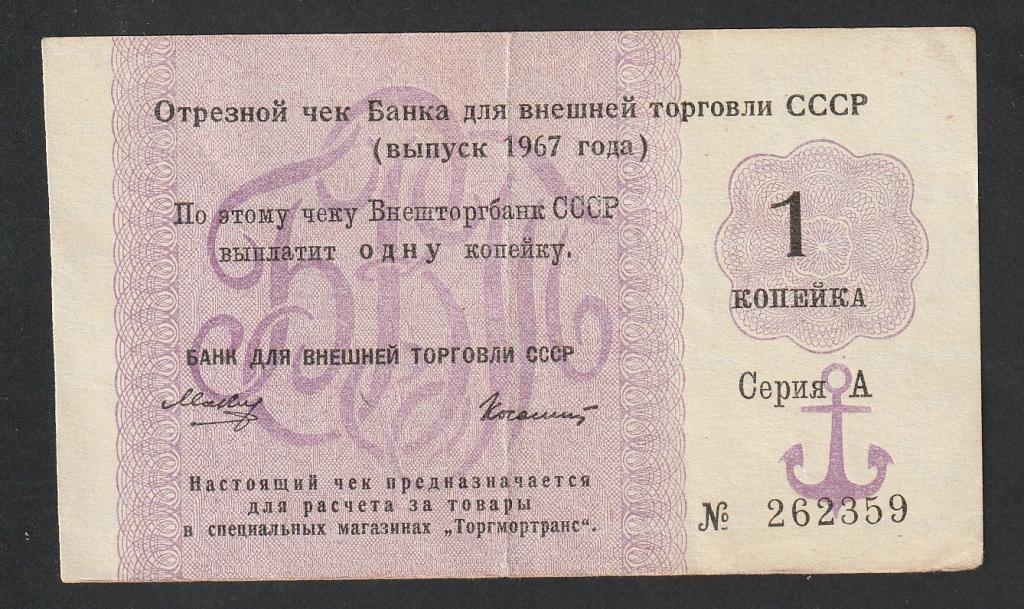 Отрезной чек Банка для внешней торговли СССР
(выпуск 1967 года)
По этому чеку Внешторгбанк СССР
выплатит одну копейку.
1
КОПЕЙКА
БАНК ДЛЯ ВНЕШНЕЙ ТОРГОВЛИ СССР
Серия А
Настоящий чек предназначается
для расчета за товары
в специальных магазинах „Торгмортранс“.
№ 262359